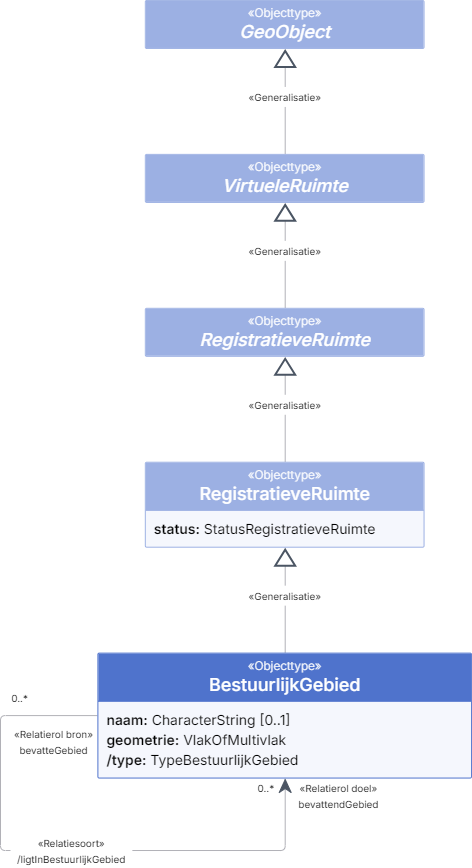 «Objecttype»
GeoObject
«Generalisatie»
«Objecttype»
VirtueleRuimte
«Generalisatie»
«Objecttype»
RegistratieveRuimte
«Generalisatie»
«Objecttype»
RegistratieveRuimte
status: StatusRegistratieveRuimte
«Generalisatie»
«Objecttype»
BestuurlijkGebied
naam: CharacterString [0..1]
geometrie: VlakOfMultivlak
/type: TypeBestuurlijkGebied
0..*
«Relatierol bron»
bevatteGebied
0..*
«Relatierol doel»
bevattendGebied
«Relatiesoort»
/ligtInBestuurlijkGebied